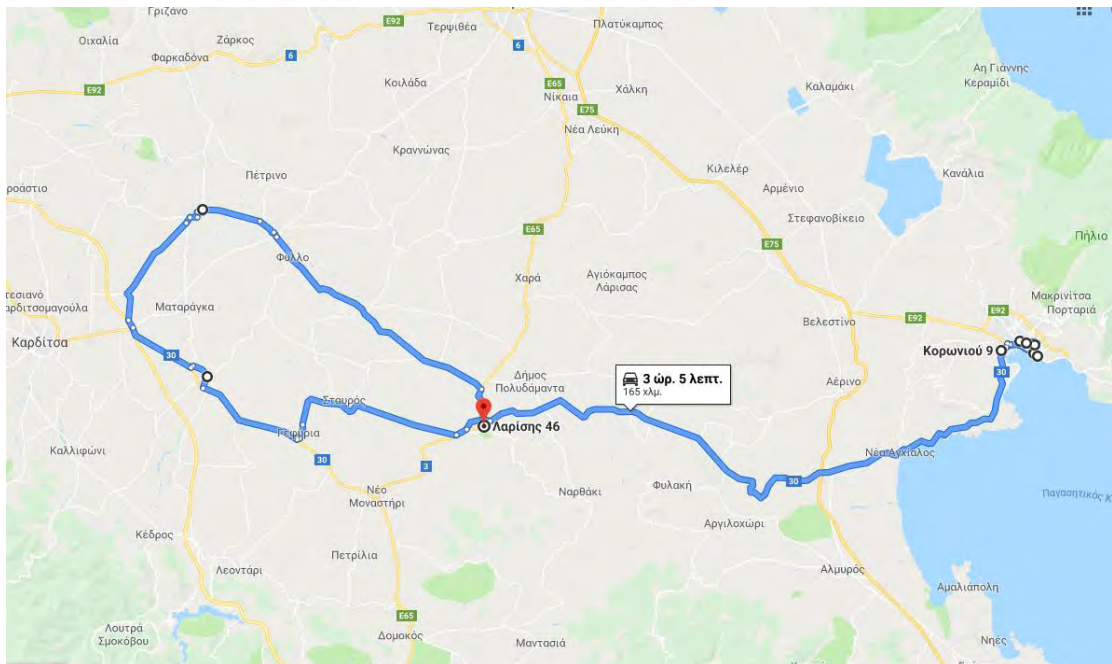 Γριζάνο
E92
Τερψιθέα
Πλατύκαμπος
Οιχαλία
Ζάρκος
6
Φαρκαδόνα
6
E92
Κοιλάδα
E65
Νίκαια
Χάλκη
Καλαμάκι
Αη Γιάννης
Κεραμίδι
E75
Νέα Λεύκη
Κραννώνας
Κιλελέρ
Αρμένιο
Κανάλια
Πέτρινο
Στεφανοβίκειο
E65
E75
Πήλιο
Φύλλο
Χαρά
Αγιόκαμπος
Λάρισας
Ματαράγκα
Μακρινίτσα
Πορταριά
Βελεστίνο
E92
E92
Καρδίτσα
30
Κορωνιού 9
30
Δήμος
Πολυδάμαντα
3 ώρ. 5 λεπτ.
165 χλμ.
Αέρινο
Σταυρός
Λαρίσης 46
Γεφύρια
Καλλιφώνι
30
3
Νέα Αγχίαλος
Νέο
Μοναστήρι
Ναρθάκι
Φυλακή
30
Παγασητικός Κ
Αργιλοχώρι
Κέδρος
Πετρίλια
Λεοντάρι
Αλμυρός
Αμαλιάπολη
E65
Λουτρά
Σμοκόβου
Δομοκός
Μαντασιά
Νηές